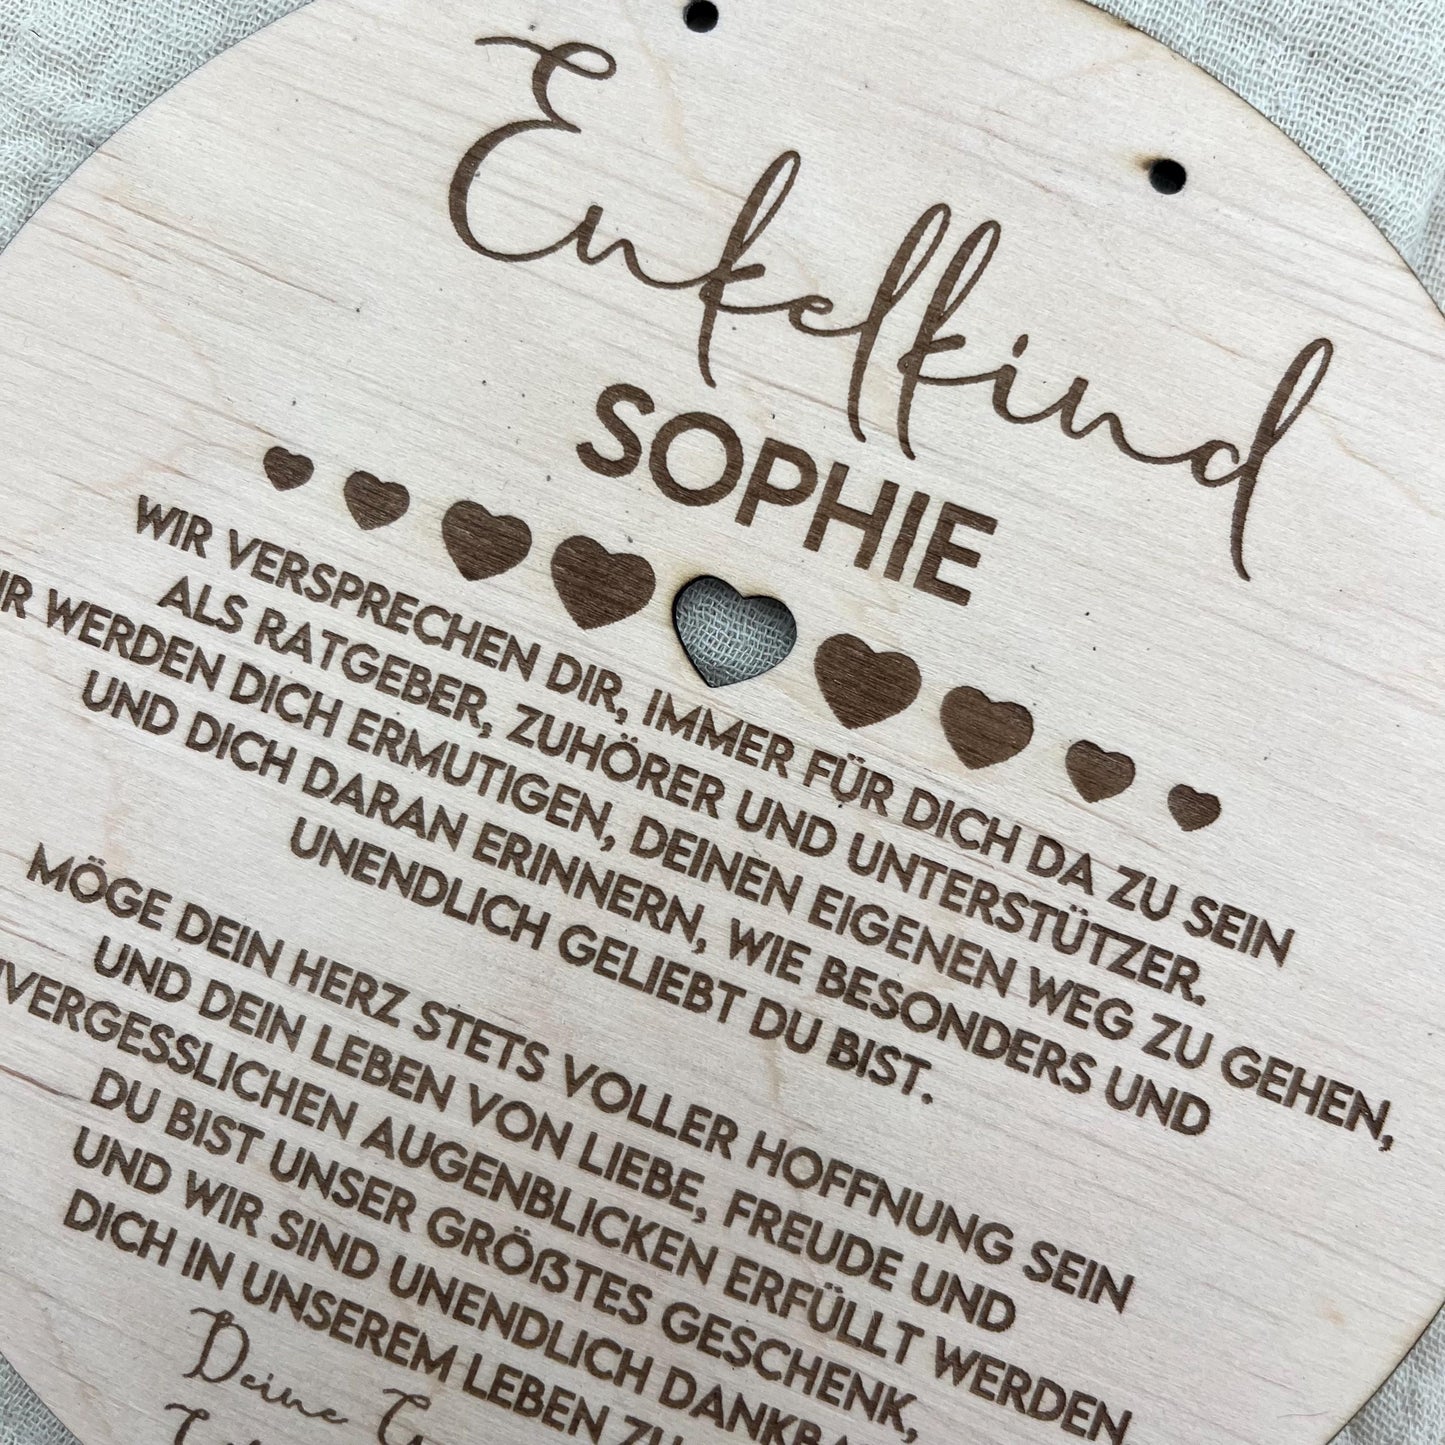 Enkelkind
SOPHIE
WIR VERSPRECHEN DIR, IMMER FÜR DICH DA ZU SEIN
ALS RATGEBER, ZUHÖRER UND UNTERSTÜTZER.
WERDEN DICH ERMUTIGEN, DEINEN EIGENEN WEG ZU GEHEN,
UND DICH DARAN ERINNERN, WIE BESONDERS UND
UNENDLICH GELIEBT DU BIST.
MÖGE DEIN HERZ STETS VOLLER HOFFNUNG SEIN
UND DEIN LEBEN VON LIEBE, FREUDE UND
VERGESSLICHEN AUGENBLICKEN ERFÜLLT WERDEN
DU BIST UNSER GRÖẞTES GESCHENK,
UND WIR SIND UNENDLICH DANKBA
DICH IN UNSEREM LEBEN ZU
Deine